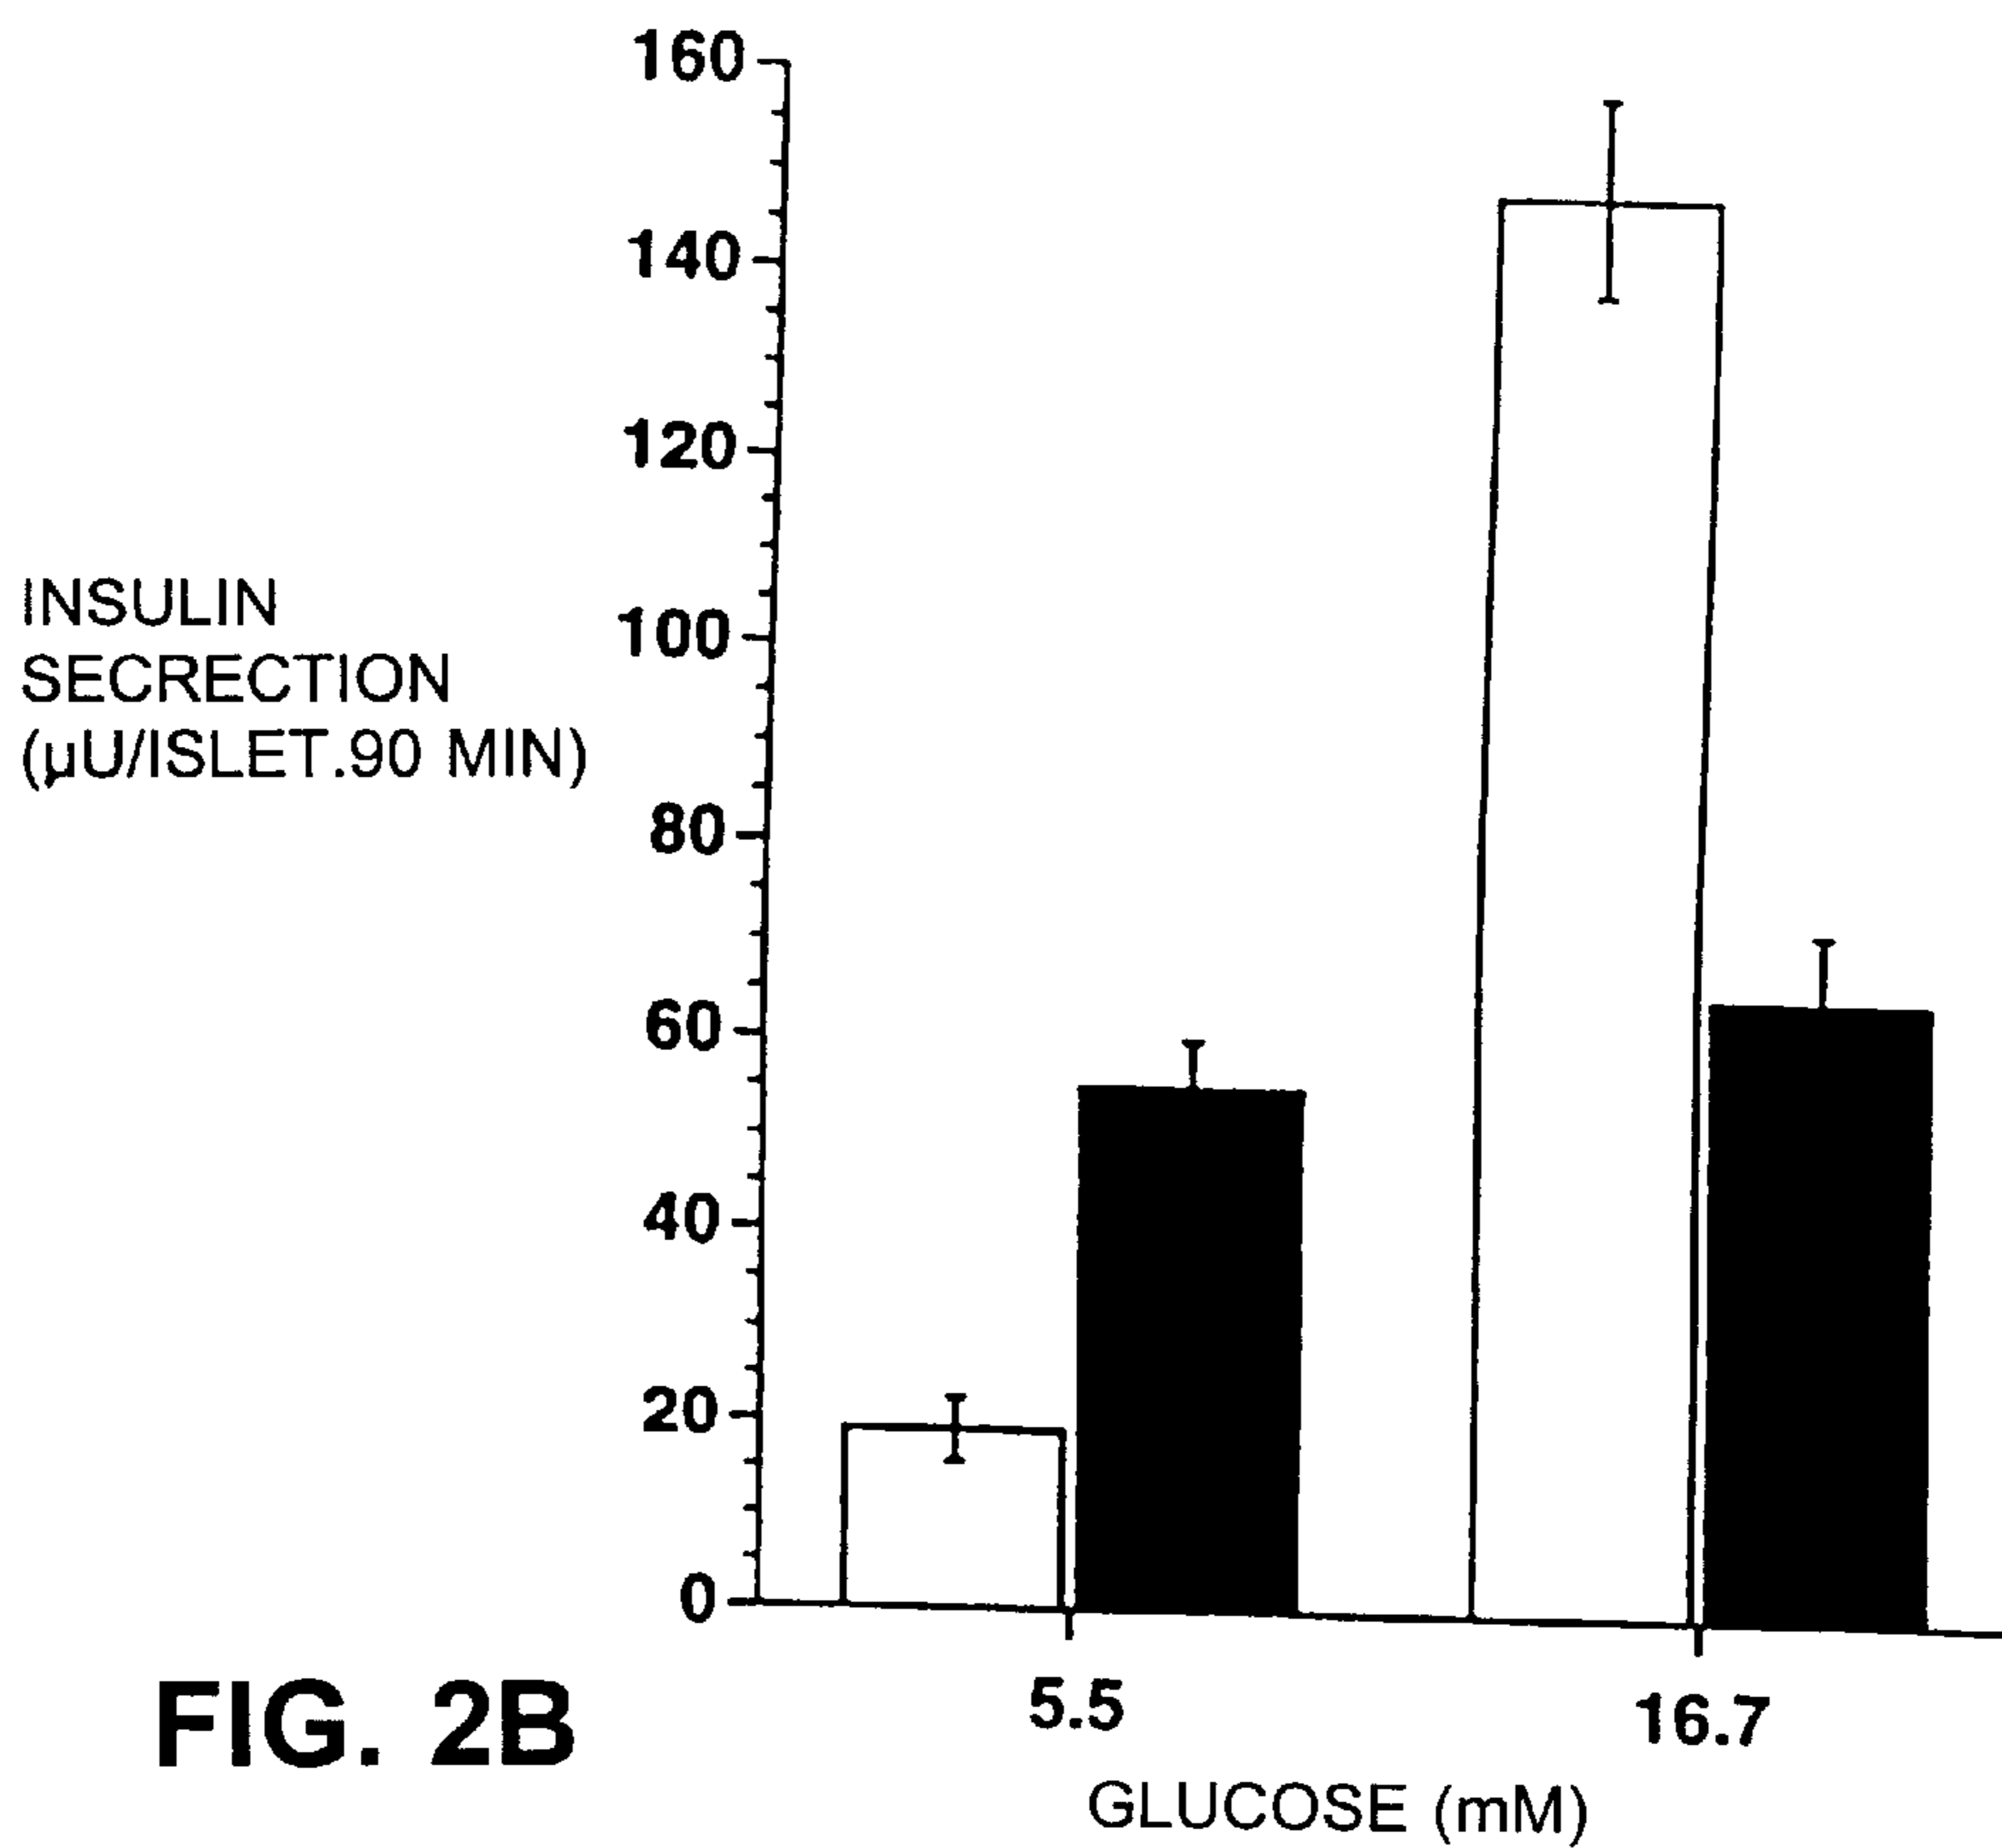 160
140
120
100
80
60
40
20
0
INSULIN
SECRECTION
(µU/ISLET.90 MIN)
5.5
16.7
GLUCOSE (mM)
FIG. 2B